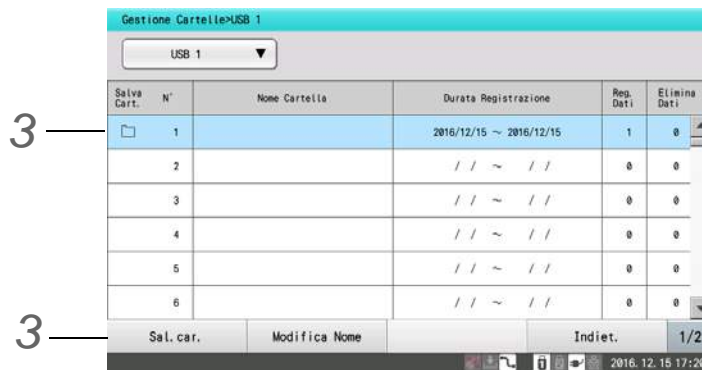 Gestione Cartelle>USB 1
USB 1 ▼
Salva Cart. N° Nome Cartella Durata Registrazione Reg. Dati Elimina Dati
3 1 2016/12/15 ~ 2016/12/15 1 0
2 / / ~ / / 0 0
3 / / ~ / / 0 0
4 / / ~ / / 0 0
5 / / ~ / / 0 0
6 / / ~ / / 0 0
3 Sal.car. Modifica Nome Indiet. 1/2
2016.12.15 17:20